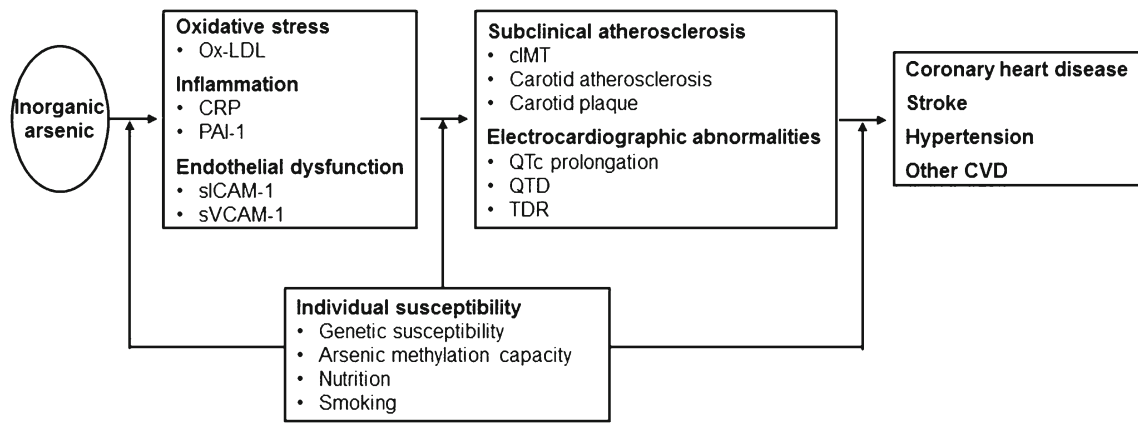 Inorganic
arsenic
Oxidative stress
• Ox-LDL
Inflammation
• CRP
• PAI-1
Endothelial dysfunction
• sICAM-1
• sVCAM-1
Subclinical atherosclerosis
• cIMT
• Carotid atherosclerosis
• Carotid plaque
Electrocardiographic abnormalities
• QTc prolongation
• QTD
• TDR
Coronary heart disease
Stroke
Hypertension
Other CVD
Individual susceptibility
• Genetic susceptibility
• Arsenic methylation capacity
• Nutrition
• Smoking